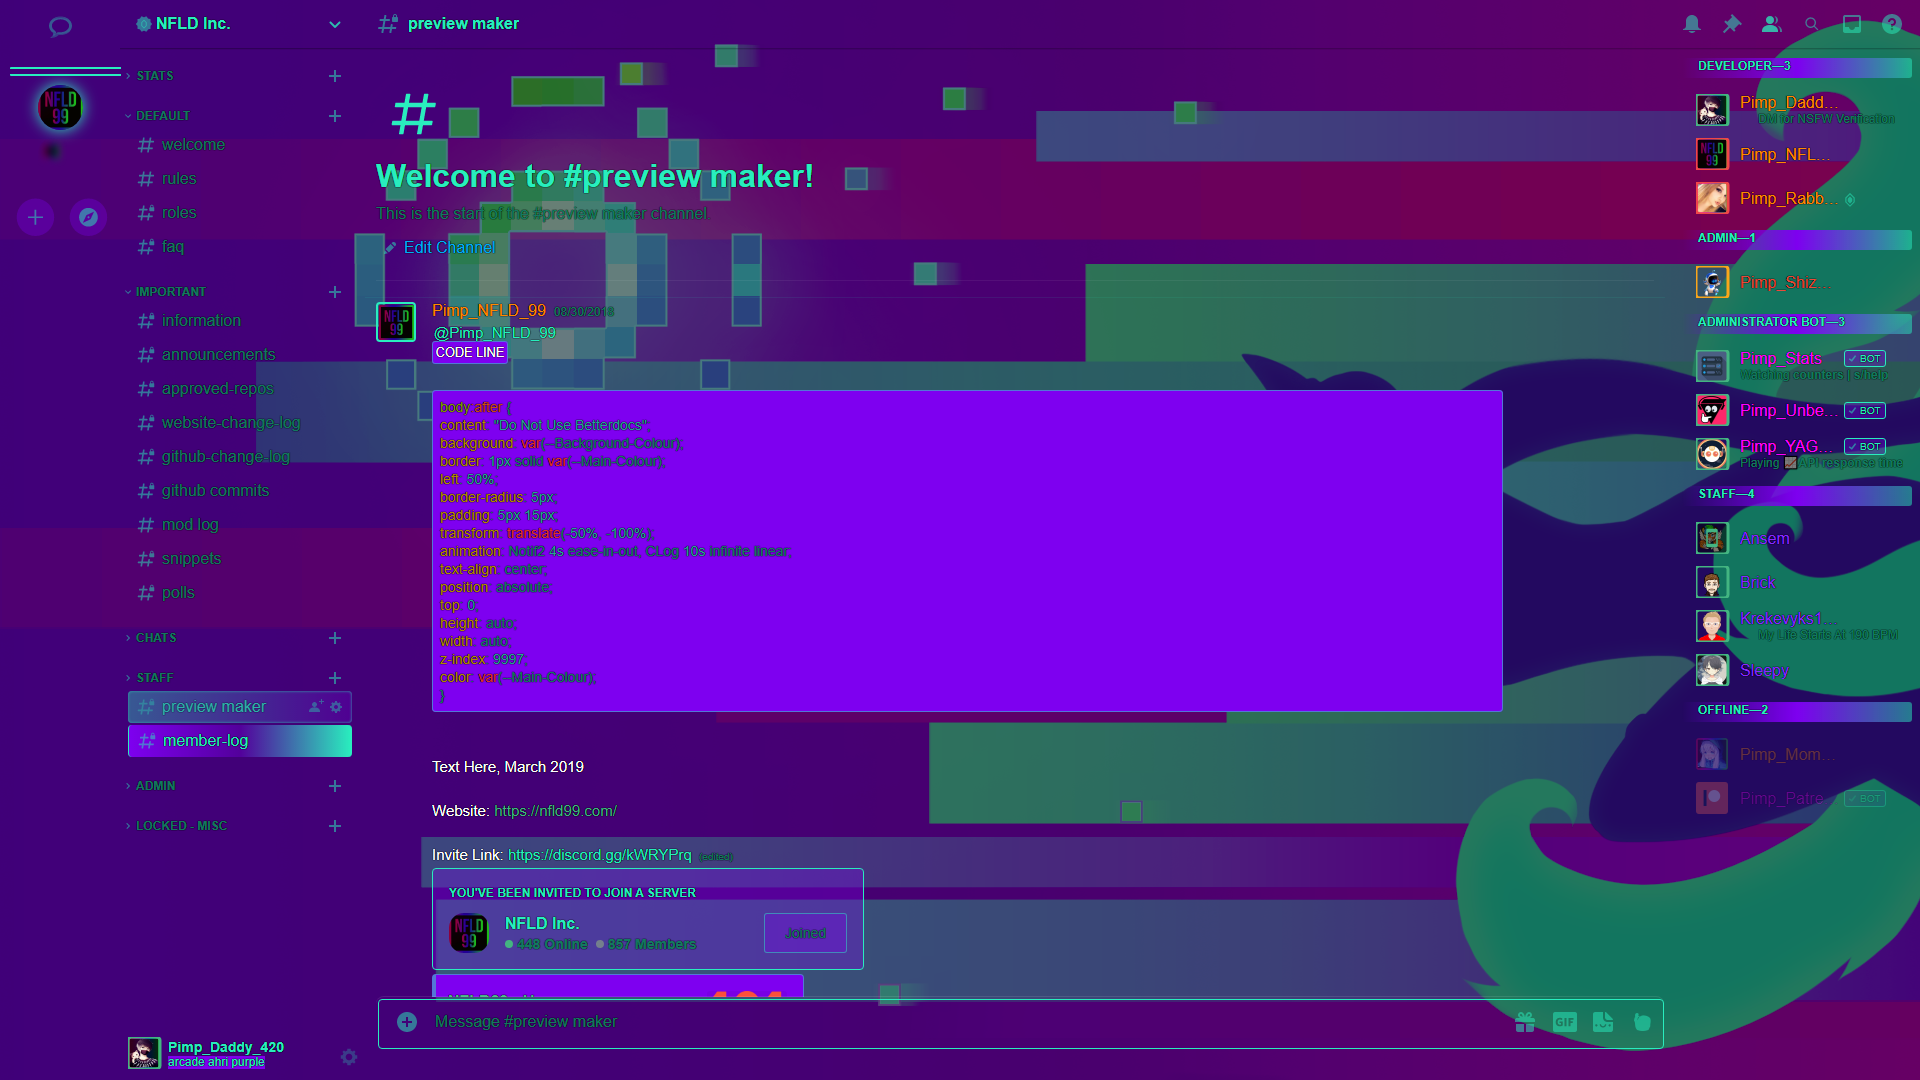 NFLD Inc.
preview maker
STATS
DEFAULT
welcome
rules
roles
faq
IMPORTANT
information
announcements
approved-repos
website-change-log
github-change-log
github commits
mod log
snippets
polls
CHATS
STAFF
preview maker
member-log
ADMIN
LOCKED - MISC
Pimp_Daddy_420
arcade ahri purple
NFLD
99
Welcome to #preview maker!
This is the start of the #preview maker channel.
Edit Channel
NFLD
99
Pimp_NFLD_99 08/30/2018
@Pimp_NFLD_99
CODE LINE
body:after {
content: "Do Not Use Betterdocs";
background: var(--Background-Colour);
border: 1px solid var(--Main-Colour);
left: 50%;
border-radius: 5px;
padding: 5px 15px;
transform: translate(-50%, -100%);
animation: Notif2 4s ease-in-out, CLog 10s infinite linear;
text-align: center;
position: absolute;
top: 0;
height: auto;
width: auto;
z-index: 9997;
color: var(--Main-Colour);
}
Text Here, March 2019
Website: https://nfld99.com/
Invite Link: https://discord.gg/kWRYPrq (edited)
YOU'VE BEEN INVITED TO JOIN A SERVER
NFLD
99
NFLD Inc.
448 Online 857 Members
Joined
Message #preview maker
GIF
DEVELOPER—3
Pimp_Dadd...
DM for NSFW Verification
NFLD
99
Pimp_NFL...
Pimp_Rabb...
ADMIN—1
Pimp_Shiz...
ADMINISTRATOR BOT—3
Pimp_Stats BOT
Watching counters | s!help
Pimp_Unbe... BOT
Pimp_YAG... BOT
Playing API response time
STAFF—4
Ansem
Brick
Krekevyks1...
My Life Starts At 190 BPM
Sleepy
OFFLINE—2
Pimp_Mom...
Pimp_Patre... BOT